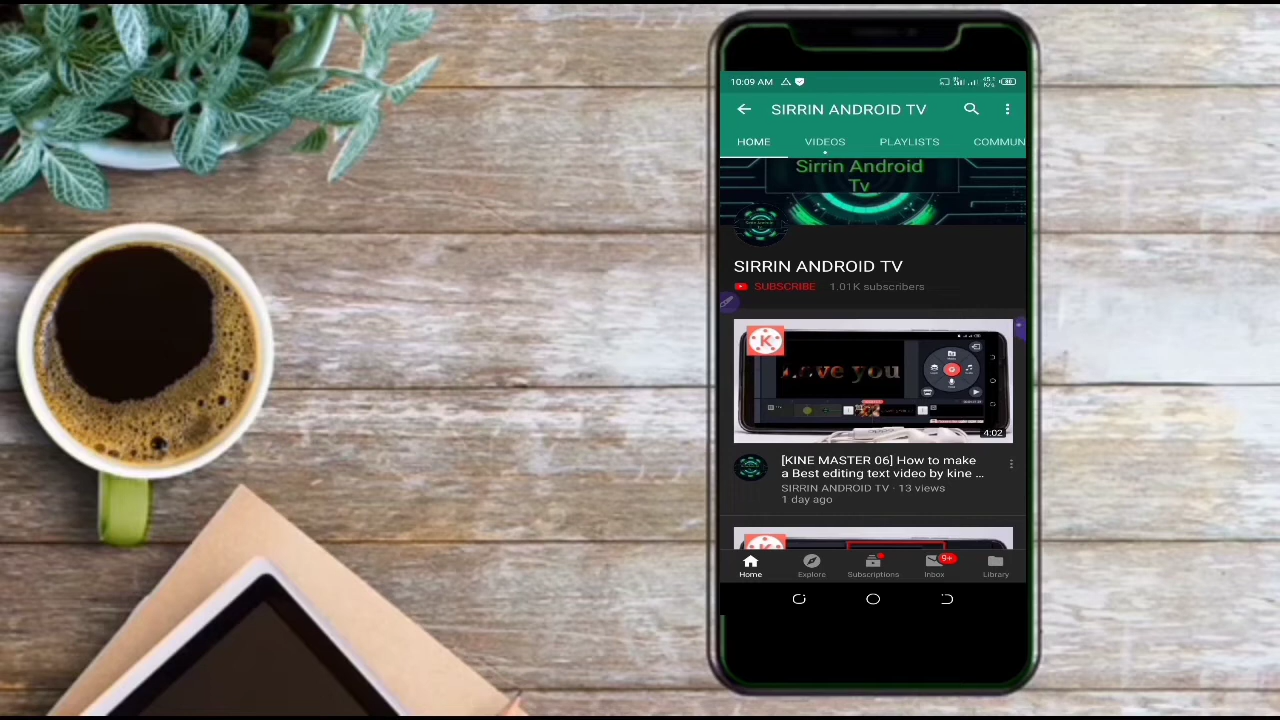 10:09 AM
SIRRIN ANDROID TV
HOME VIDEOS PLAYLISTS COMMUN
Sirrin Android
Tv
SIRRIN ANDROID TV
SUBSCRIBE 1.01K subscribers
K
Love you
4:02
[KINE MASTER 06] How to make
a Best editing text video by kine ...
SIRRIN ANDROID TV · 13 views
1 day ago
Home Explore Subscriptions Inbox 9+ Library